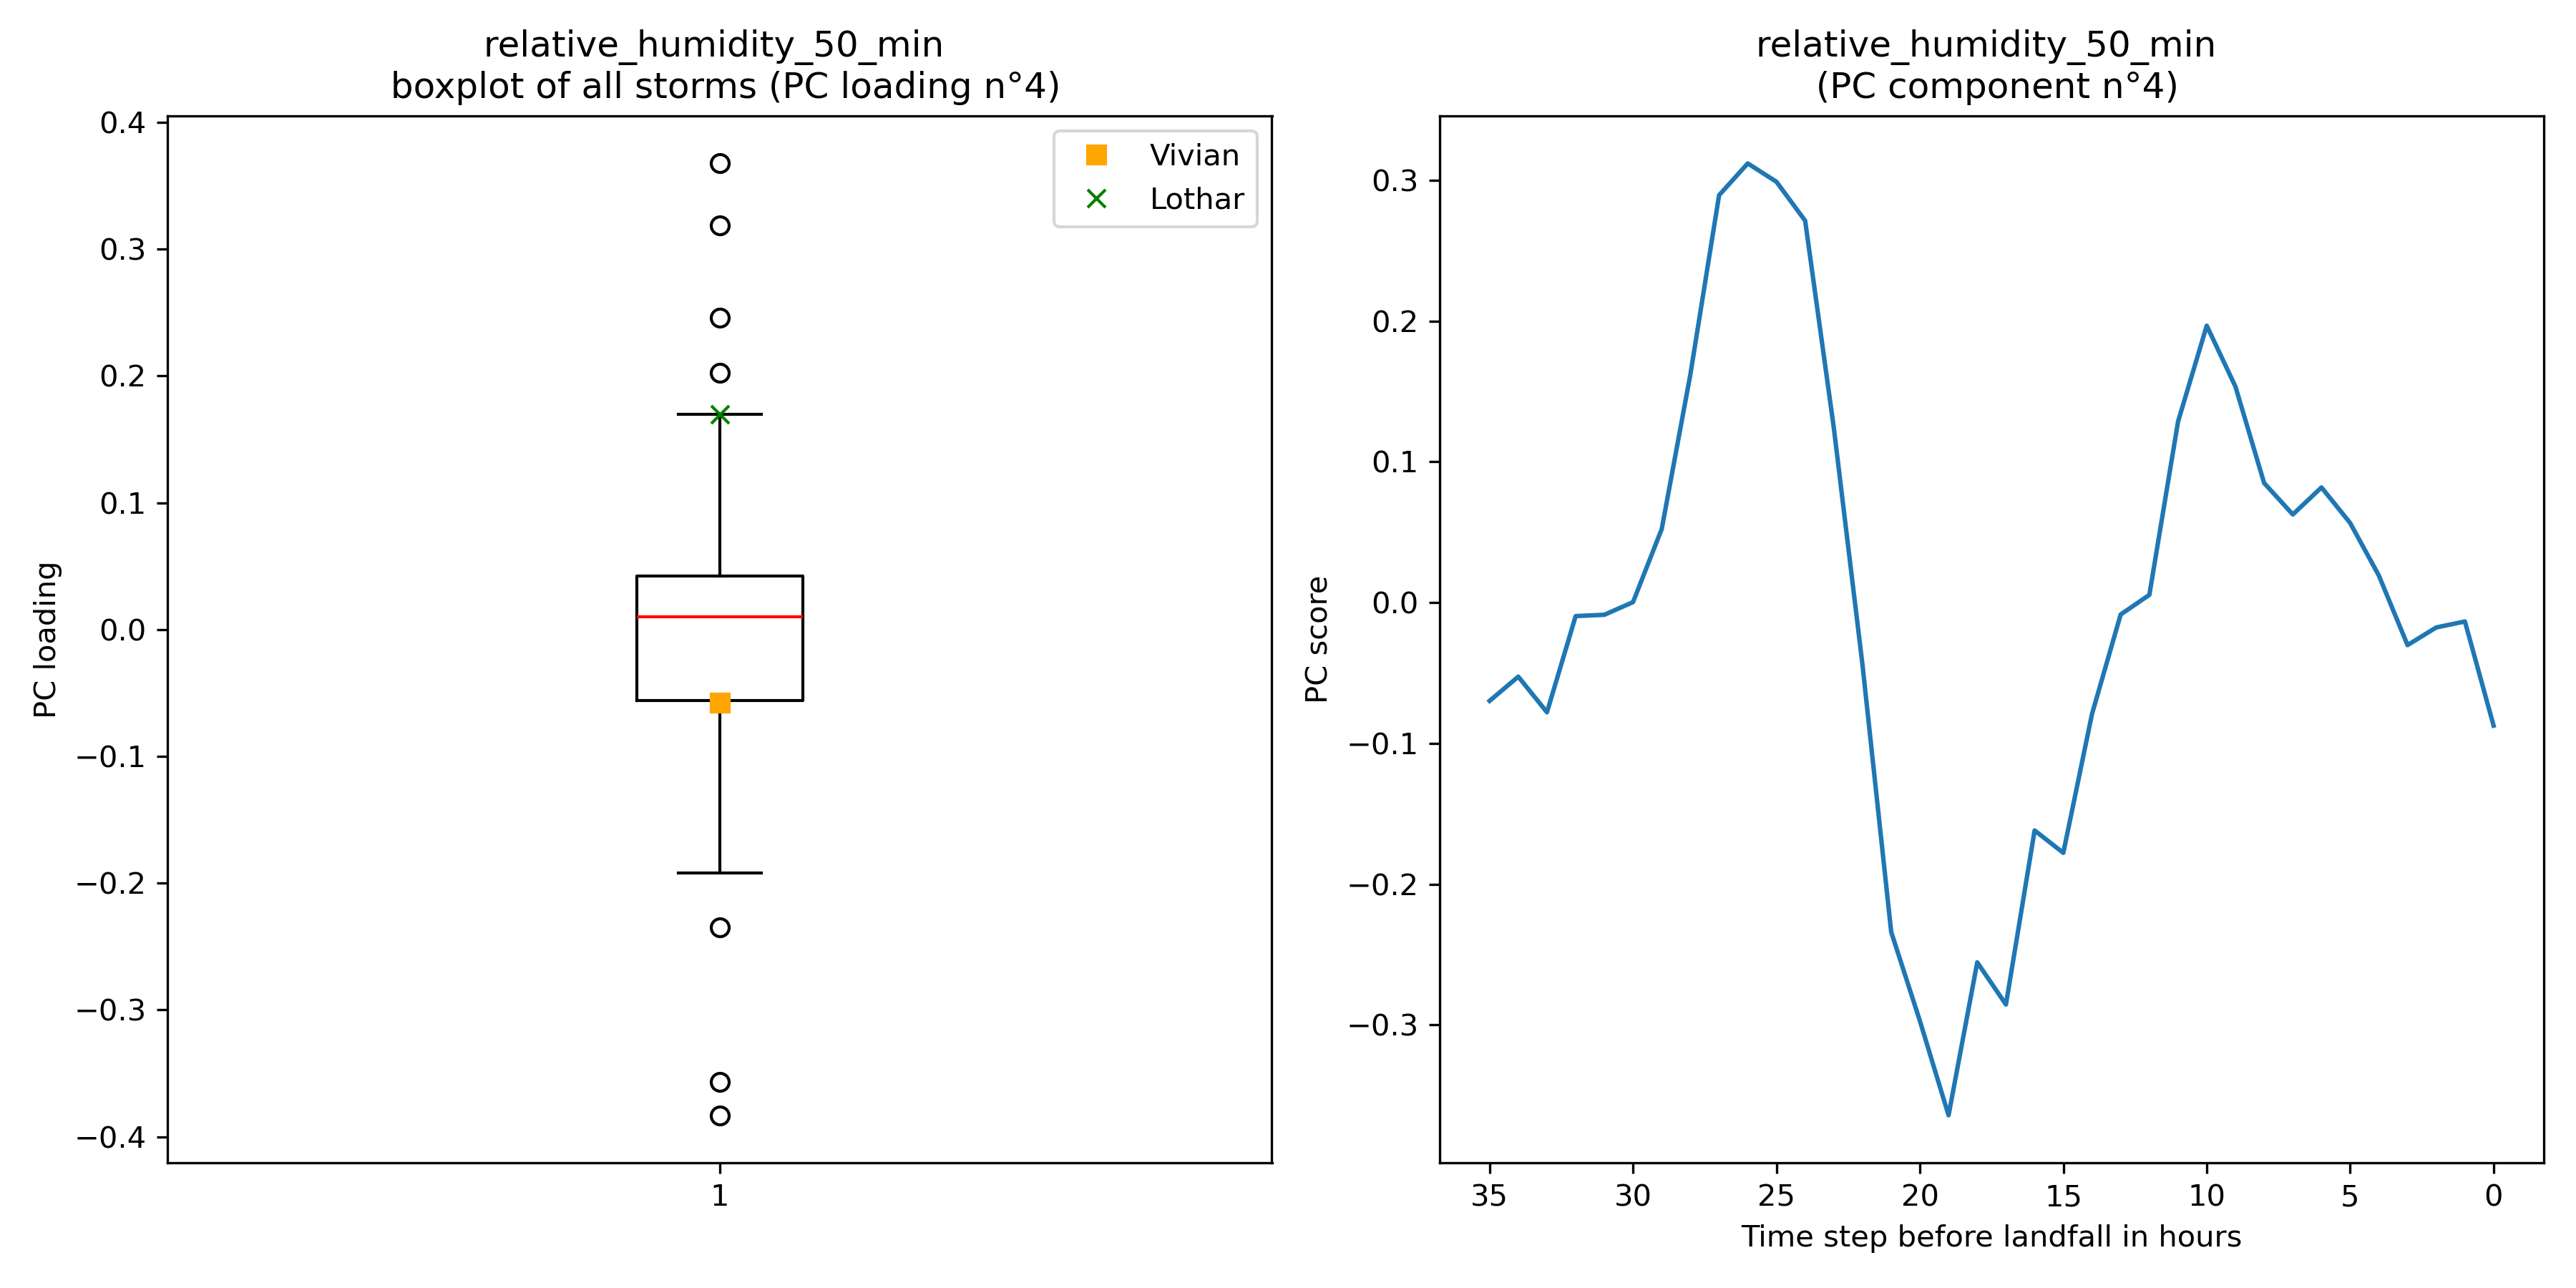 relative_humidity_50_min
boxplot of all storms (PC loading n°4)
Vivian
Lothar
0.4
0.3
0.2
0.1
0.0
−0.1
−0.2
−0.3
−0.4
PC loading
1
relative_humidity_50_min
(PC component n°4)
0.3
0.2
0.1
0.0
−0.1
−0.2
−0.3
PC score
35 30 25 20 15 10 5 0
Time step before landfall in hours